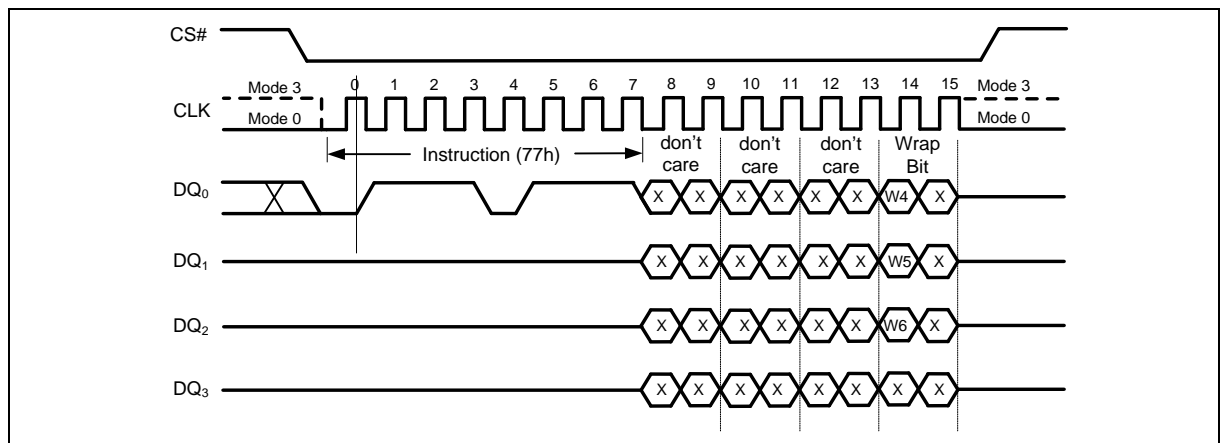 CS#
Mode 3 0 1 2 3 4 5 6 7 8 9 10 11 12 13 14 15 Mode 3
CLK
Mode 0 Mode 0
Instruction (77h) don't care don't care don't care Wrap Bit
DQ0 X X X X X X W4 X
DQ1 X X X X X X W5 X
DQ2 X X X X X X W6 X
DQ3 X X X X X X X X